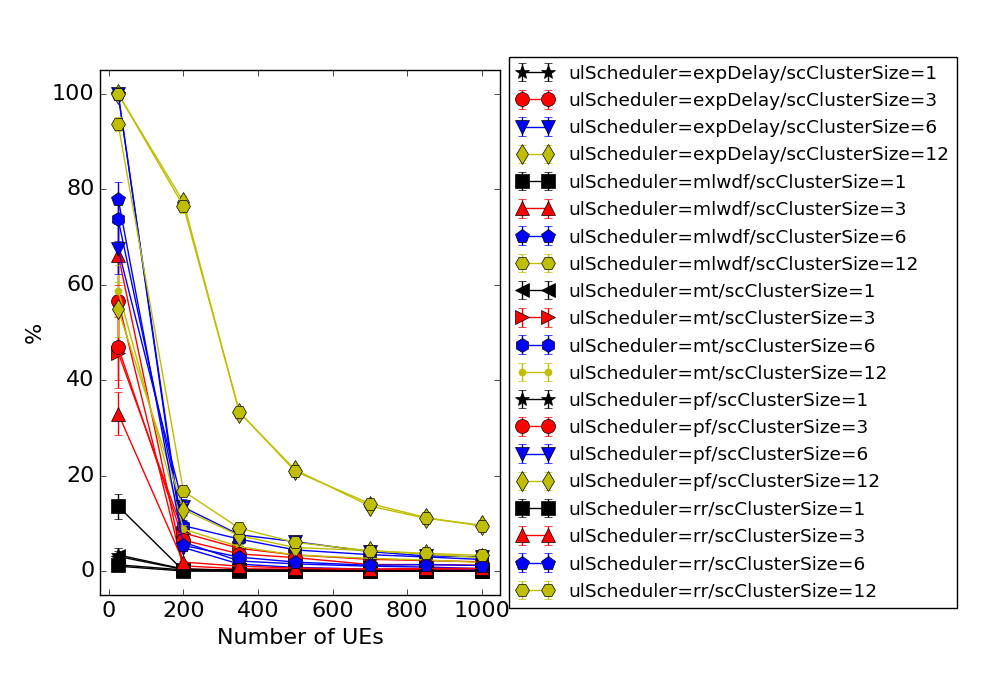 100
80
60
40
20
0
%
0 200 400 600 800 1000
Number of UEs
ulScheduler=expDelay/scClusterSize=1
ulScheduler=expDelay/scClusterSize=3
ulScheduler=expDelay/scClusterSize=6
ulScheduler=expDelay/scClusterSize=12
ulScheduler=mlwdf/scClusterSize=1
ulScheduler=mlwdf/scClusterSize=3
ulScheduler=mlwdf/scClusterSize=6
ulScheduler=mlwdf/scClusterSize=12
ulScheduler=mt/scClusterSize=1
ulScheduler=mt/scClusterSize=3
ulScheduler=mt/scClusterSize=6
ulScheduler=mt/scClusterSize=12
ulScheduler=pf/scClusterSize=1
ulScheduler=pf/scClusterSize=3
ulScheduler=pf/scClusterSize=6
ulScheduler=pf/scClusterSize=12
ulScheduler=rr/scClusterSize=1
ulScheduler=rr/scClusterSize=3
ulScheduler=rr/scClusterSize=6
ulScheduler=rr/scClusterSize=12